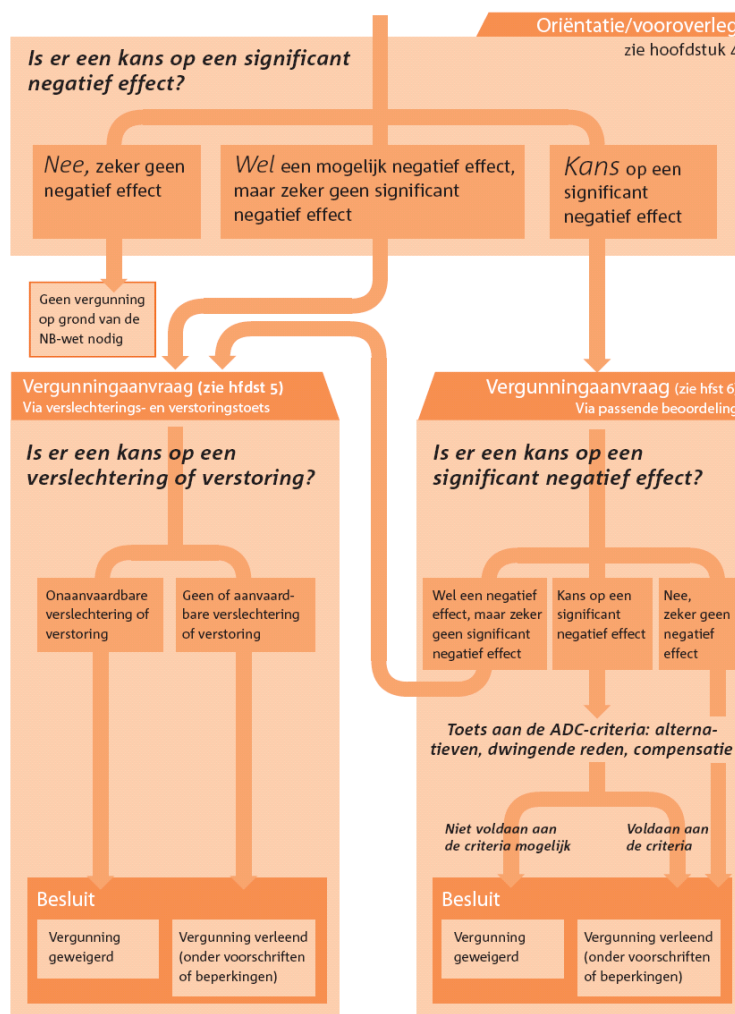 Oriëntatie/vooroverleg
zie hoofdstuk 4
Is er een kans op een significant
negatief effect?
Nee, zeker geen
negatief effect
Wel een mogelijk negatief effect,
maar zeker geen significant
negatief effect
Kans op een
significant
negatief effect
Geen vergunning
op grond van de
NB-wet nodig
Vergunningaanvraag (zie hfdst 5)
Via verslechterings- en verstoringstoets
Is er een kans op een
verslechtering of verstoring?
Onaanvaardbare
verslechtering of
verstoring
Geen of aanvaard-
bare verslechtering
of verstoring
Besluit
Vergunning
geweigerd
Vergunning verleend
(onder voorschriften
of beperkingen)
Vergunningaanvraag (zie hfst 6
Via passende beoordeling
Is er een kans op een
significant negatief effect?
Wel een negatief
effect, maar zeker
geen significant
negatief effect
Kans op een
significant
negatief effect
Nee,
zeker geen
negatief
effect
Toets aan de ADC-criteria: alterna-
tieven, dwingende reden, compensatie
Niet voldaan aan
de criteria mogelijk
Voldaan aan
de criteria
Besluit
Vergunning
geweigerd
Vergunning verleend
(onder voorschriften
of beperkingen)